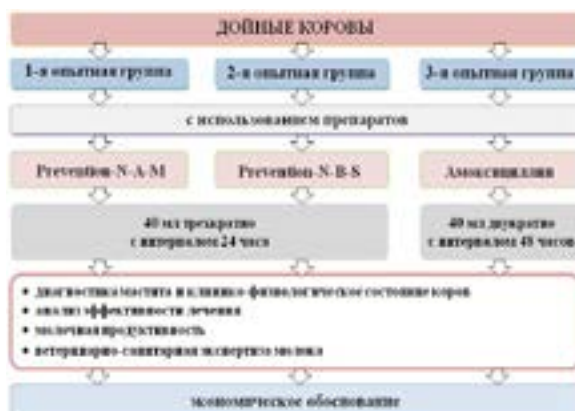 ДОЙНЫЕ КОРОВЫ
1-я опытная группа
2-я опытная группа
3-я опытная группа
с использованием препаратов
Prevention-N-A-M
Prevention-N-B-S
Амоксициллин
40 мл трехкратно
с интервалом 24 часа
40 мл двукратно
с интервалом 48 часов
• диагностика мастита и клинико-физиологическое состояние коров
• анализ эффективности лечения
• молочная продуктивность
• ветеринарно-санитарная экспертиза молока
экономическое обоснование